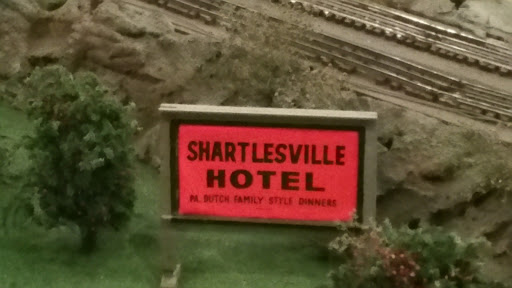 SHARTLESVILLE
HOTEL
PA. DUTCH FAMILY STYLE DINNERS